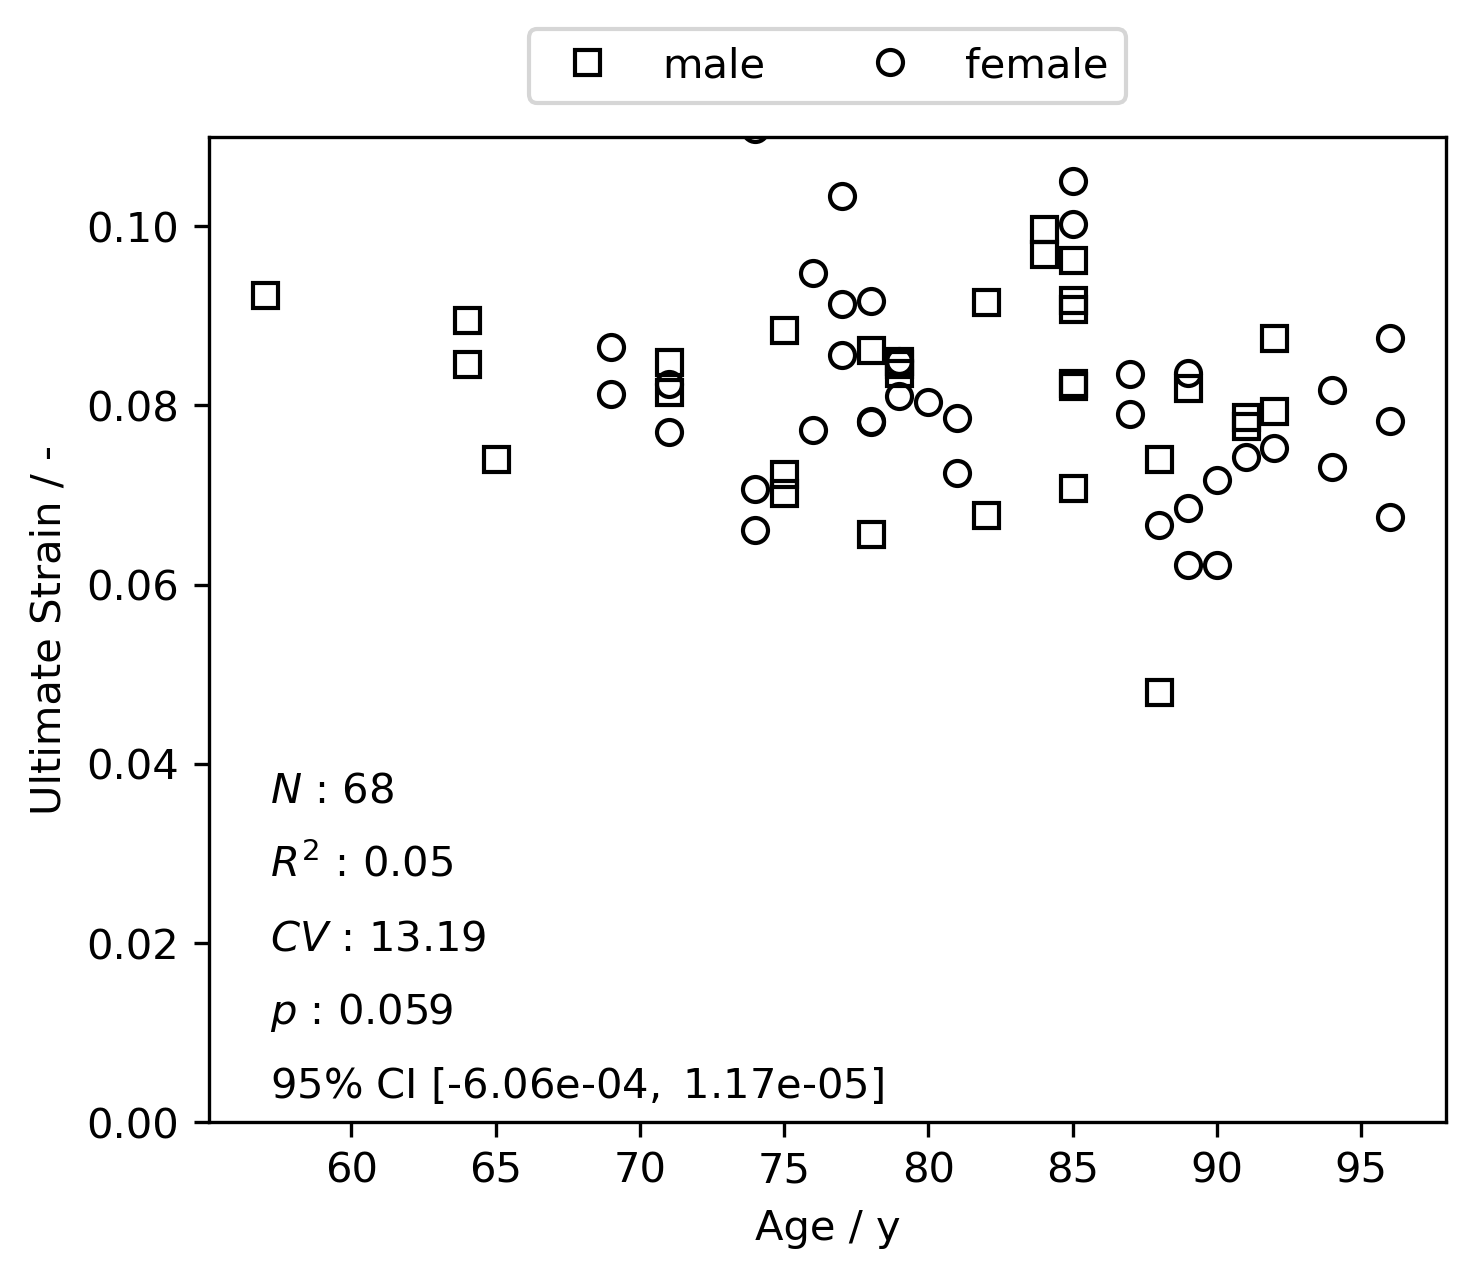 male female
0.10
0.08
0.06
0.04
0.02
0.00
Ultimate Strain / -
N : 68
R² : 0.05
CV : 13.19
p : 0.059
95% CI [-6.06e-04, 1.17e-05]
60 65 70 75 80 85 90 95
Age / y